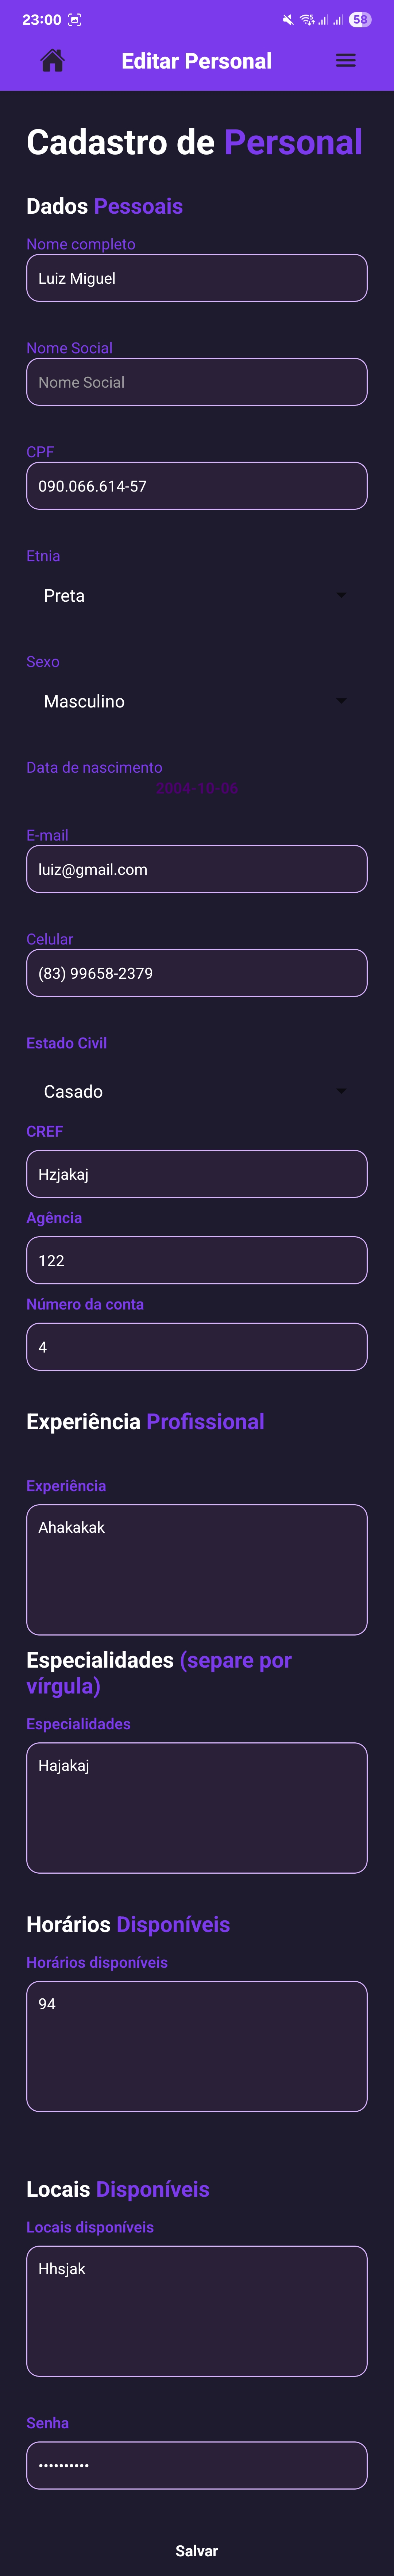 23:00
58
Editar Personal
Cadastro de Personal
Dados Pessoais
Nome completo
Luiz Miguel
Nome Social
Nome Social
CPF
090.066.614-57
Etnia
Preta
Sexo
Masculino
Data de nascimento
2004-10-06
E-mail
luiz@gmail.com
Celular
(83) 99658-2379
Estado Civil
Casado
CREF
Hzjakaj
Agência
122
Número da conta
4
Experiência Profissional
Experiência
Ahakakak
Especialidades (separe por
vírgula)
Especialidades
Hajakaj
Horários Disponíveis
Horários disponíveis
94
Locais Disponíveis
Locais disponíveis
Hhsjak
Senha
••••••••••
Salvar